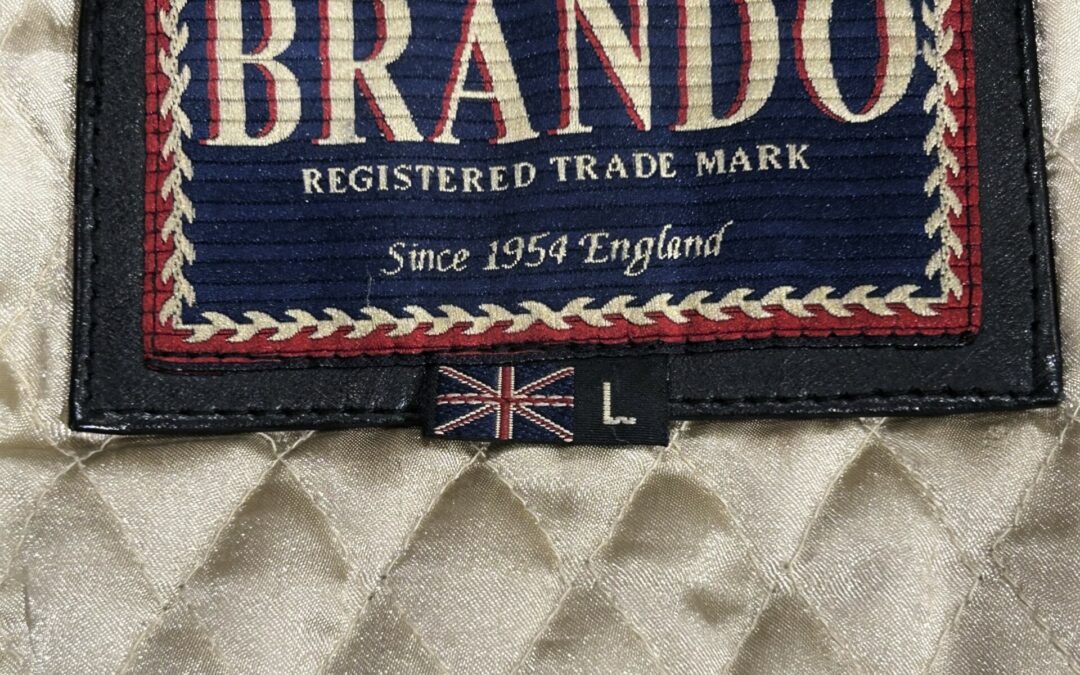 BRANDO
REGISTERED TRADE MARK
Since 1954 England
L